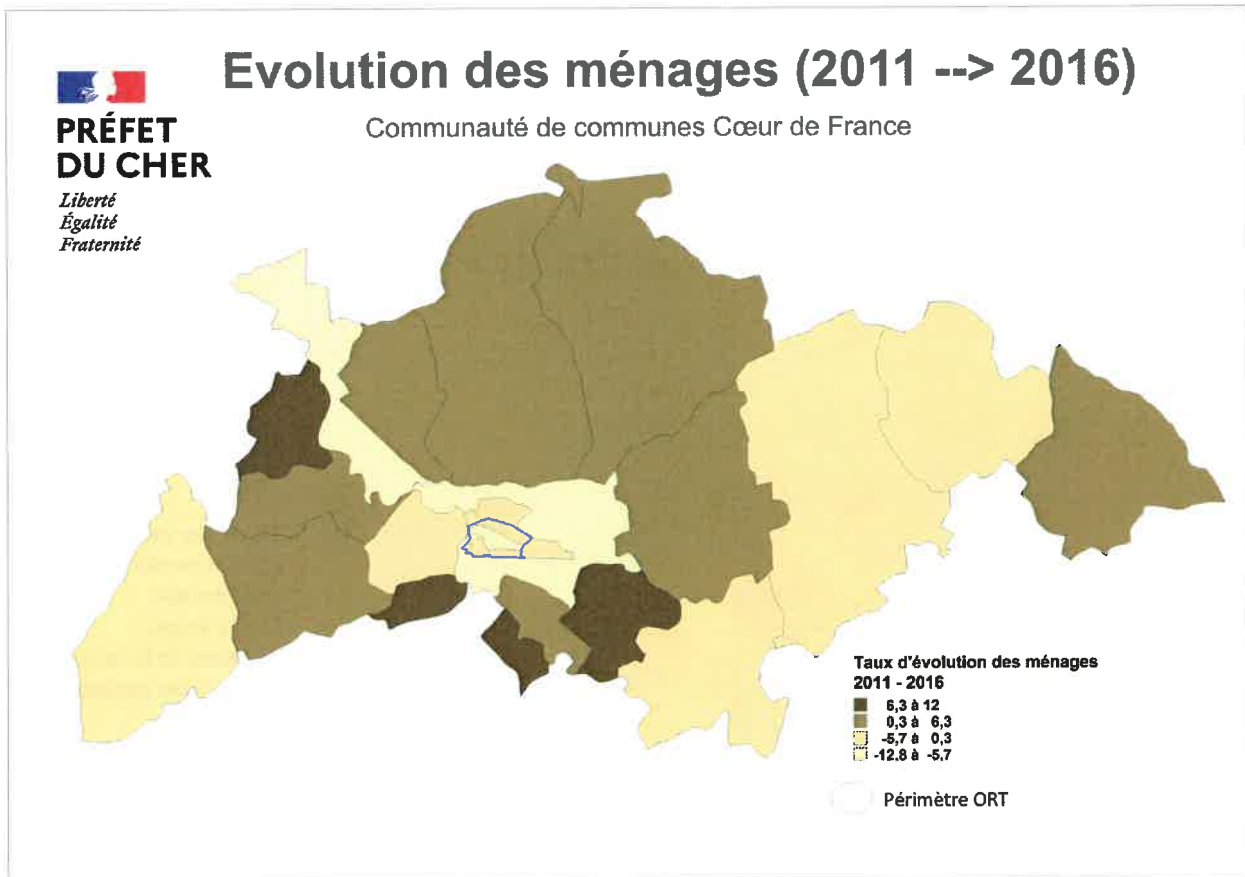 Evolution des ménages (2011 --> 2016)
Communauté de communes Cœur de France
PRÉFET
DU CHER
Liberté
Égalité
Fraternité
Taux d'évolution des ménages
2011 - 2016
6,3 à 12
0,3 à 6,3
-5,7 à 0,3
-12,8 à -5,7
Périmètre ORT